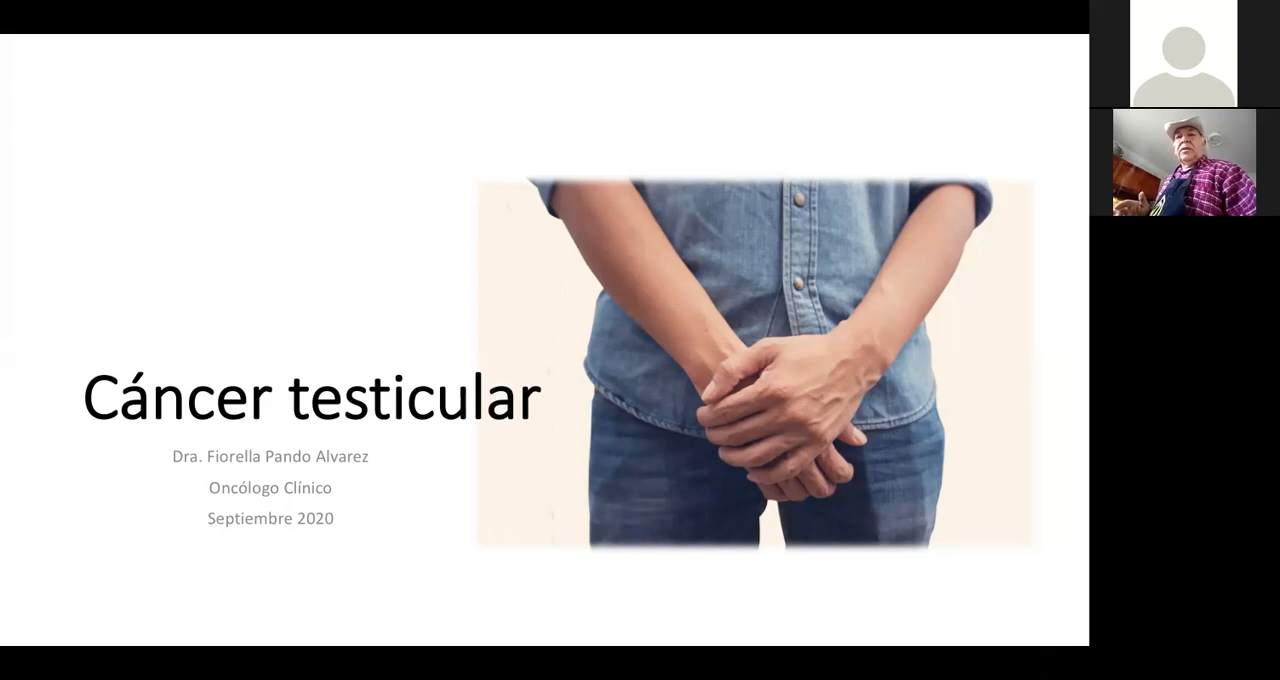 Cáncer testicular
Dra. Fiorella Pando Alvarez
Oncólogo Clínico
Septiembre 2020